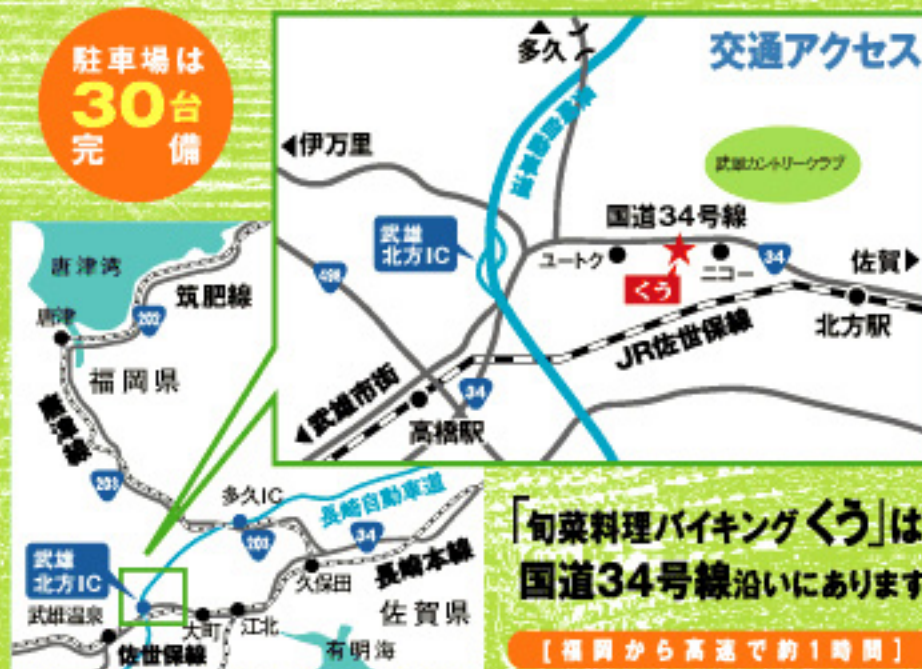 駐車場は
30台
完備
交通アクセス
多久
伊万里
長崎自動車道
武雄カントリークラブ
武雄
北方IC
国道34号線
ユートク
くう
ニコー
34
佐賀
498
北方駅
JR佐世保線
武雄市街
34
高橋駅
唐津湾
筑肥線
唐津
202
福岡県
唐津線
203
多久IC
長崎自動車道
203
34
武雄
北方IC
久保田
長崎本線
武雄温泉
大町
江北
佐賀県
佐世保線
有明海
「旬菜料理バイキングくう」は
国道34号線沿いにあります
[福岡から高速で約1時間]